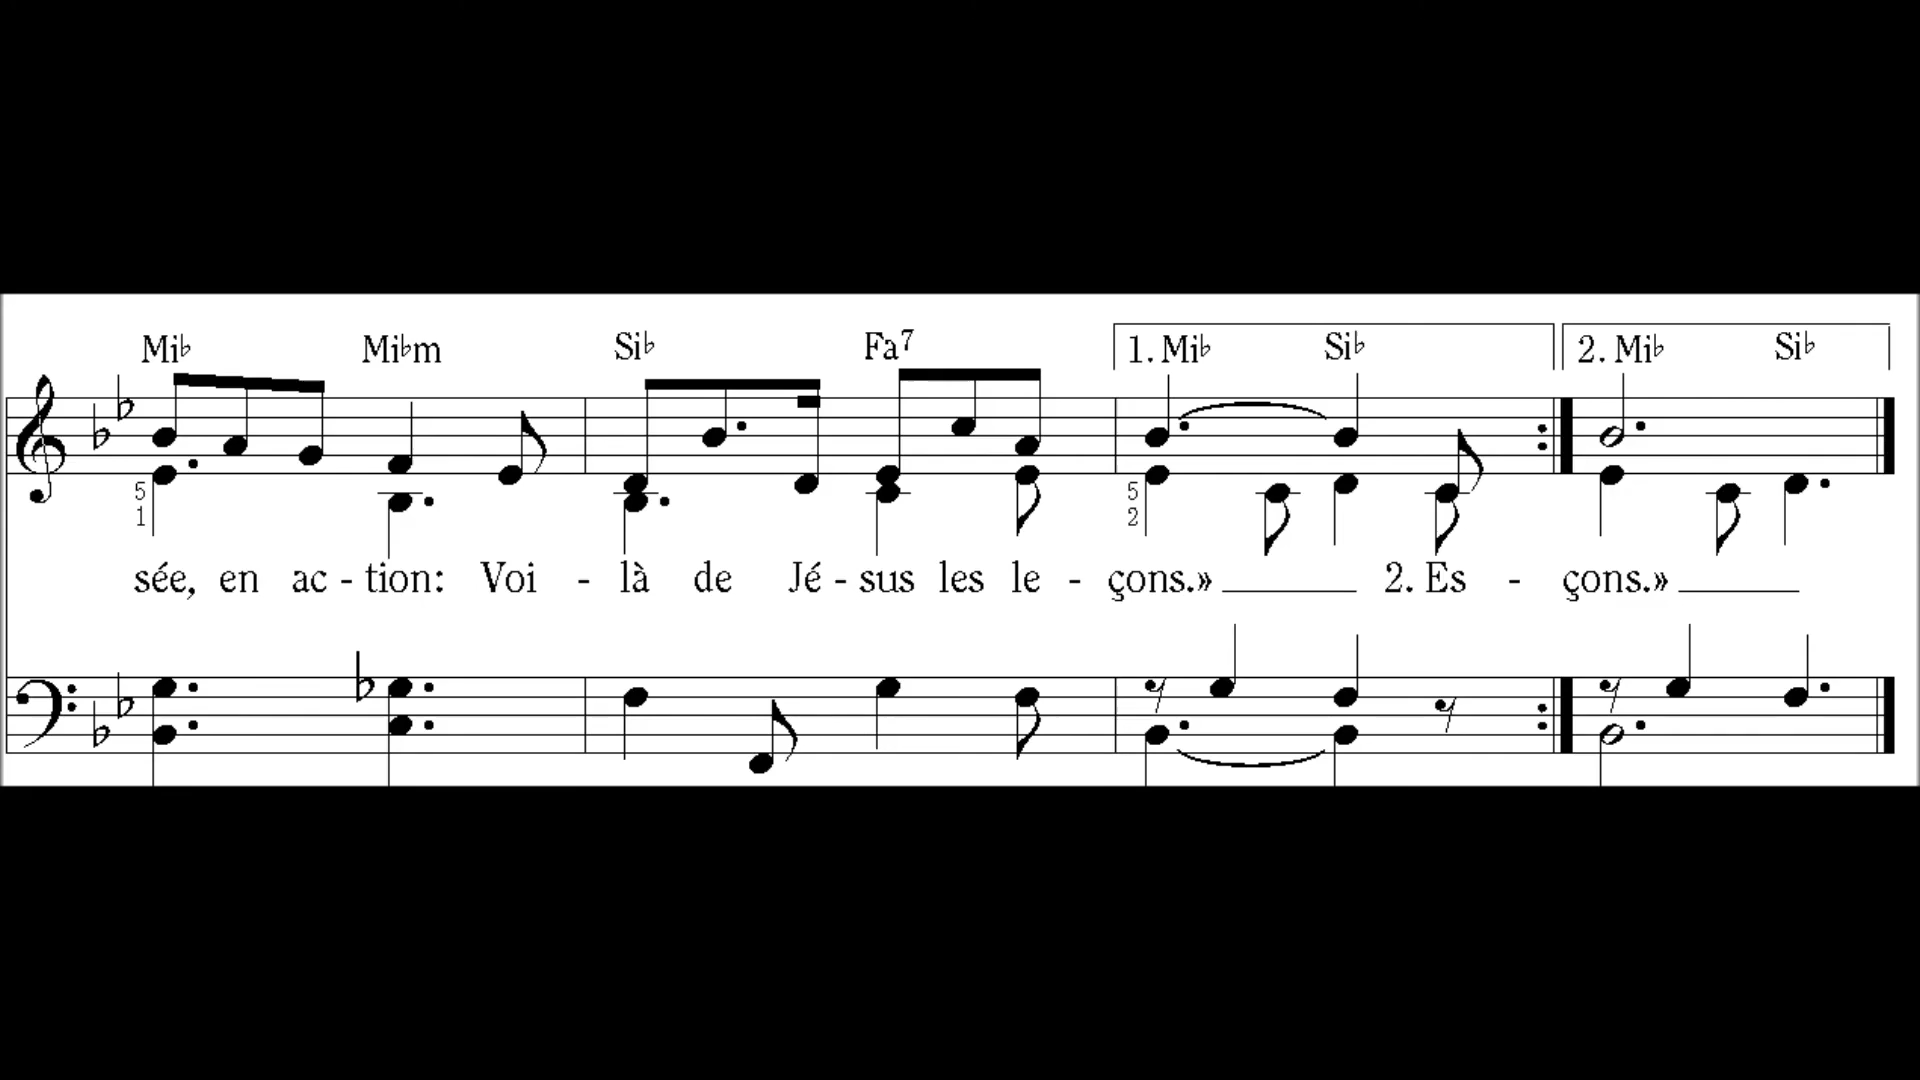 Mi♭ Mi♭m Si♭ Fa7 1. Mi♭ Si♭ 2. Mi♭ Si♭
5
1
5
2
sée, en ac - tion: Voi - là de Jé - sus les le - çons.» 2. Es - çons.»